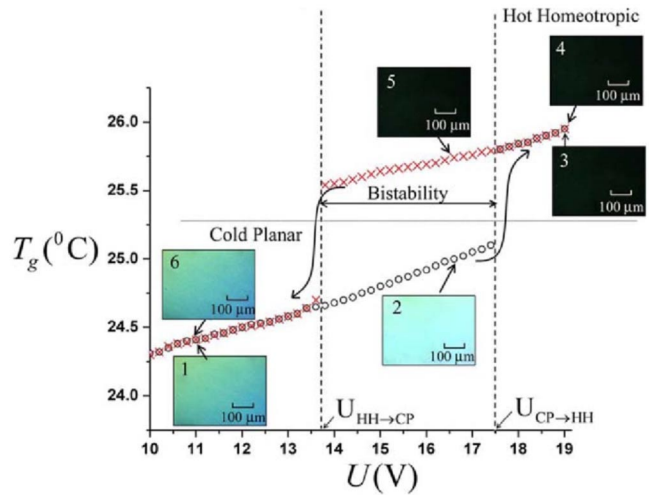 Hot Homeotropic
4
100 µm
5
100 µm
3
100 µm
26.0
25.5
Bistability
Cold Planar
T_g (⁰C)
25.0
6
100 µm
2
100 µm
24.5
1
100 µm
24.0
U_HH→CP
U_CP→HH
10 11 12 13 14 15 16 17 18 19
U(V)